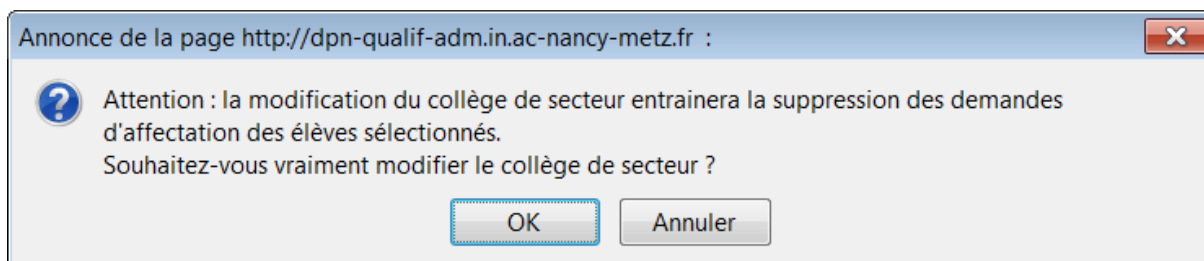 Annonce de la page http://dpn-qualif-adm.in.ac-nancy-metz.fr :
Attention : la modification du collège de secteur entrainera la suppression des demandes
d'affectation des élèves sélectionnés.
Souhaitez-vous vraiment modifier le collège de secteur ?
OK Annuler